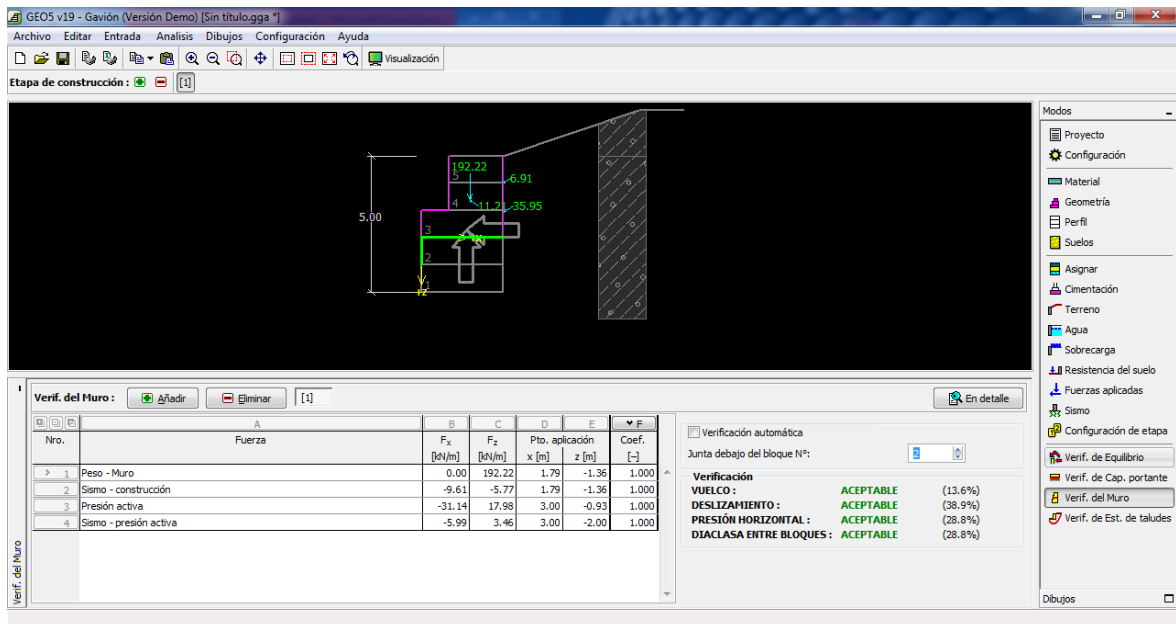 GEO5 v19 - Gavión (Versión Demo) [Sin título.gga *]
Archivo Editar Entrada Analisis Dibujos Configuración Ayuda
Visualización
Etapa de construcción : [1]
192.22
5
6.91
4
11.21
35.95
5.00
3
2
1
+z
Modos
Proyecto
Configuración
Material
Geometría
Perfil
Suelos
Asignar
Cimentación
Terreno
Agua
Sobrecarga
Resistencia del suelo
Fuerzas aplicadas
Sismo
Configuración de etapa
Verif. de Equilibrio
Verif. de Cap. portante
Verif. del Muro
Verif. de Est. de taludes
Dibujos
Verif. del Muro
Verif. del Muro : Añadir Eliminar [1] En detalle
A B C D E F
Nro. Fuerza Fx Fz Pto. aplicación Coef.
[kN/m] [kN/m] x [m] z [m] [-]
1 Peso - Muro 0.00 192.22 1.79 -1.36 1.000
2 Sismo - construcción -9.61 -5.77 1.79 -1.36 1.000
3 Presión activa -31.14 17.98 3.00 -0.93 1.000
4 Sismo - presión activa -5.99 3.46 3.00 -2.00 1.000
Verificación automática
Junta debajo del bloque N°: 2
Verificación
VUELCO : ACEPTABLE (13.6%)
DESLIZAMIENTO : ACEPTABLE (38.9%)
PRESIÓN HORIZONTAL : ACEPTABLE (28.8%)
DIACLASA ENTRE BLOQUES : ACEPTABLE (28.8%)